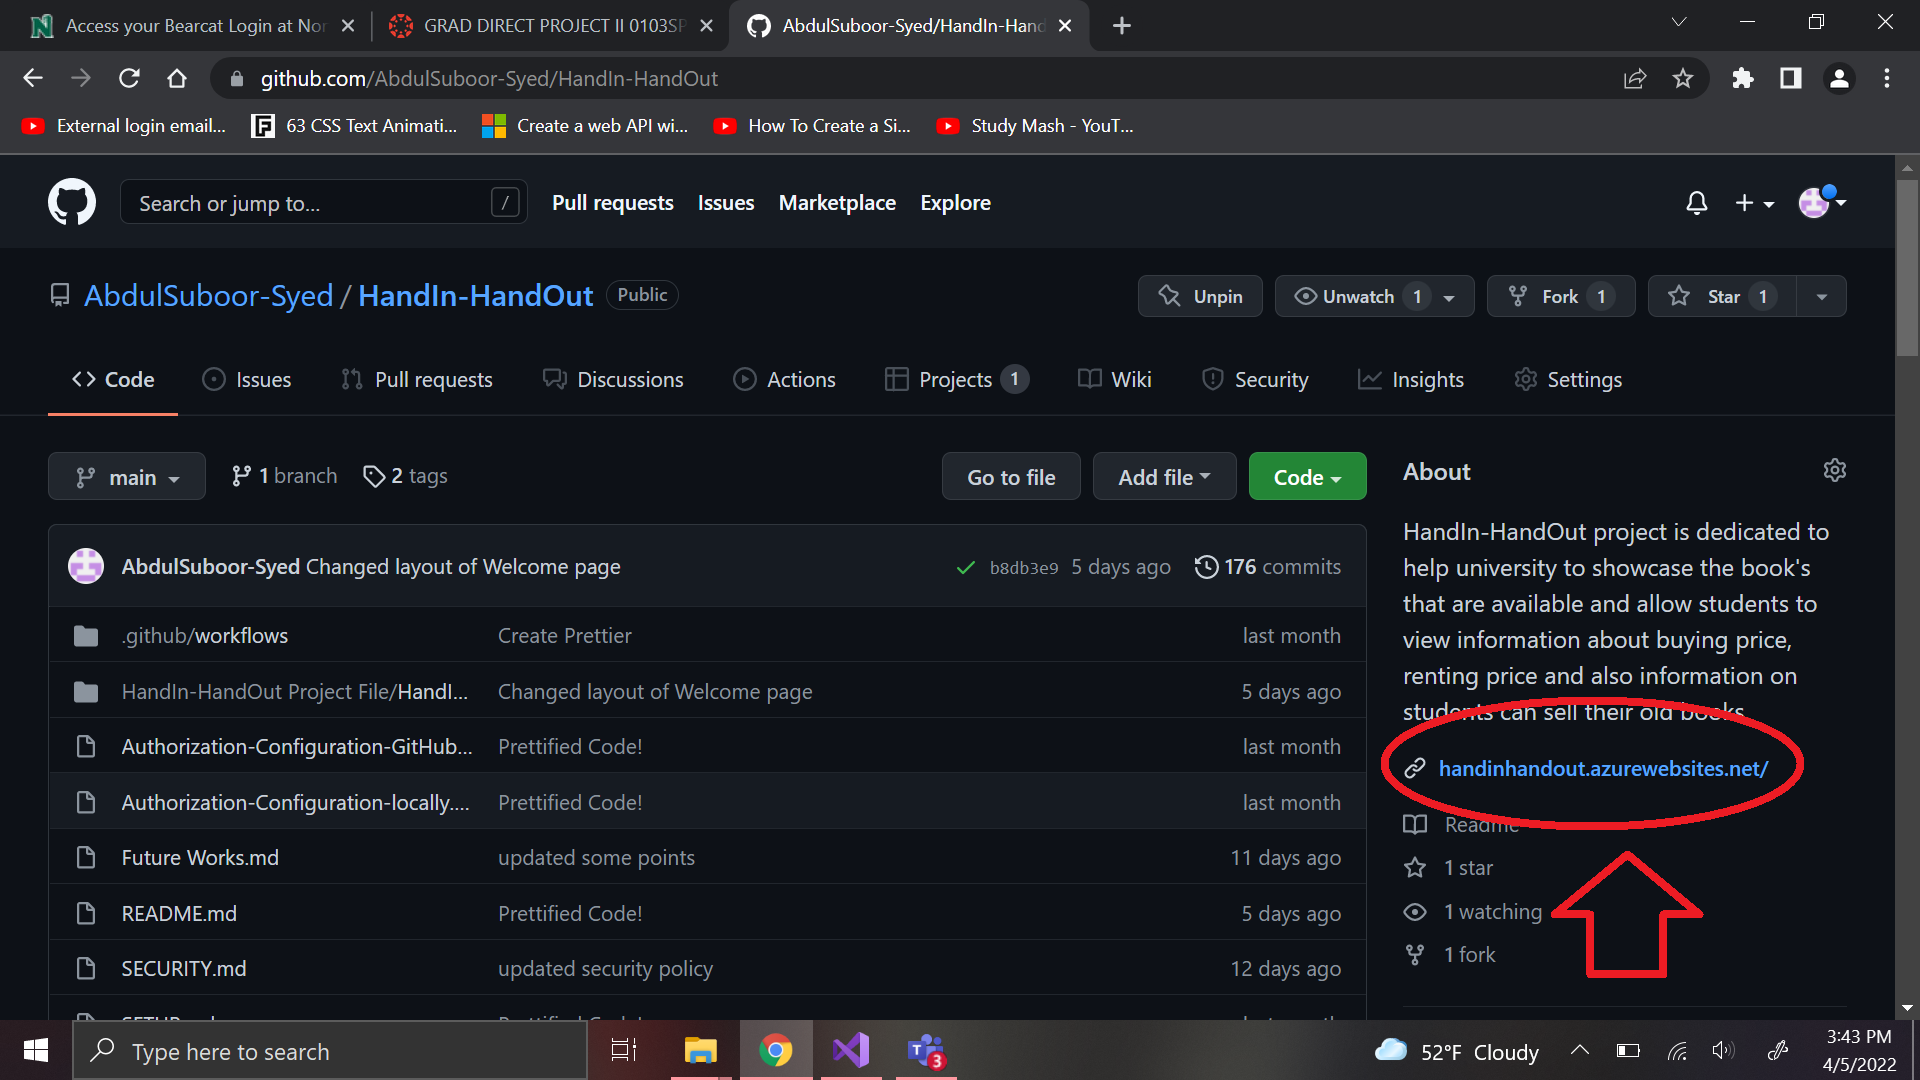 Access your Bearcat Login at Nor
GRAD DIRECT PROJECT II 0103SP
AbdulSuboor-Syed/HandIn-Hand
github.com/AbdulSuboor-Syed/HandIn-HandOut
External login email...
63 CSS Text Animati...
Create a web API wi...
How To Create a Si...
Study Mash - YouT...
Search or jump to...
/
Pull requests
Issues
Marketplace
Explore
AbdulSuboor-Syed / HandIn-HandOut
Public
Unpin
Unwatch 1
Fork 1
Star 1
Code
Issues
Pull requests
Discussions
Actions
Projects 1
Wiki
Security
Insights
Settings
main
1 branch
2 tags
Go to file
Add file
Code
AbdulSuboor-Syed Changed layout of Welcome page
b8db3e9 5 days ago
176 commits
.github/workflows
Create Prettier
last month
HandIn-HandOut Project File/HandI...
Changed layout of Welcome page
5 days ago
Authorization-Configuration-GitHub...
Prettified Code!
last month
Authorization-Configuration-locally....
Prettified Code!
last month
Future Works.md
updated some points
11 days ago
README.md
Prettified Code!
5 days ago
SECURITY.md
updated security policy
12 days ago
About
HandIn-HandOut project is dedicated to
help university to showcase the book's
that are available and allow students to
view information about buying price,
renting price and also information on
students can sell their old books
handinhandout.azurewebsites.net/
Readme
1 star
1 watching
1 fork
Type here to search
T
3
52°F Cloudy
3:43 PM
4/5/2022